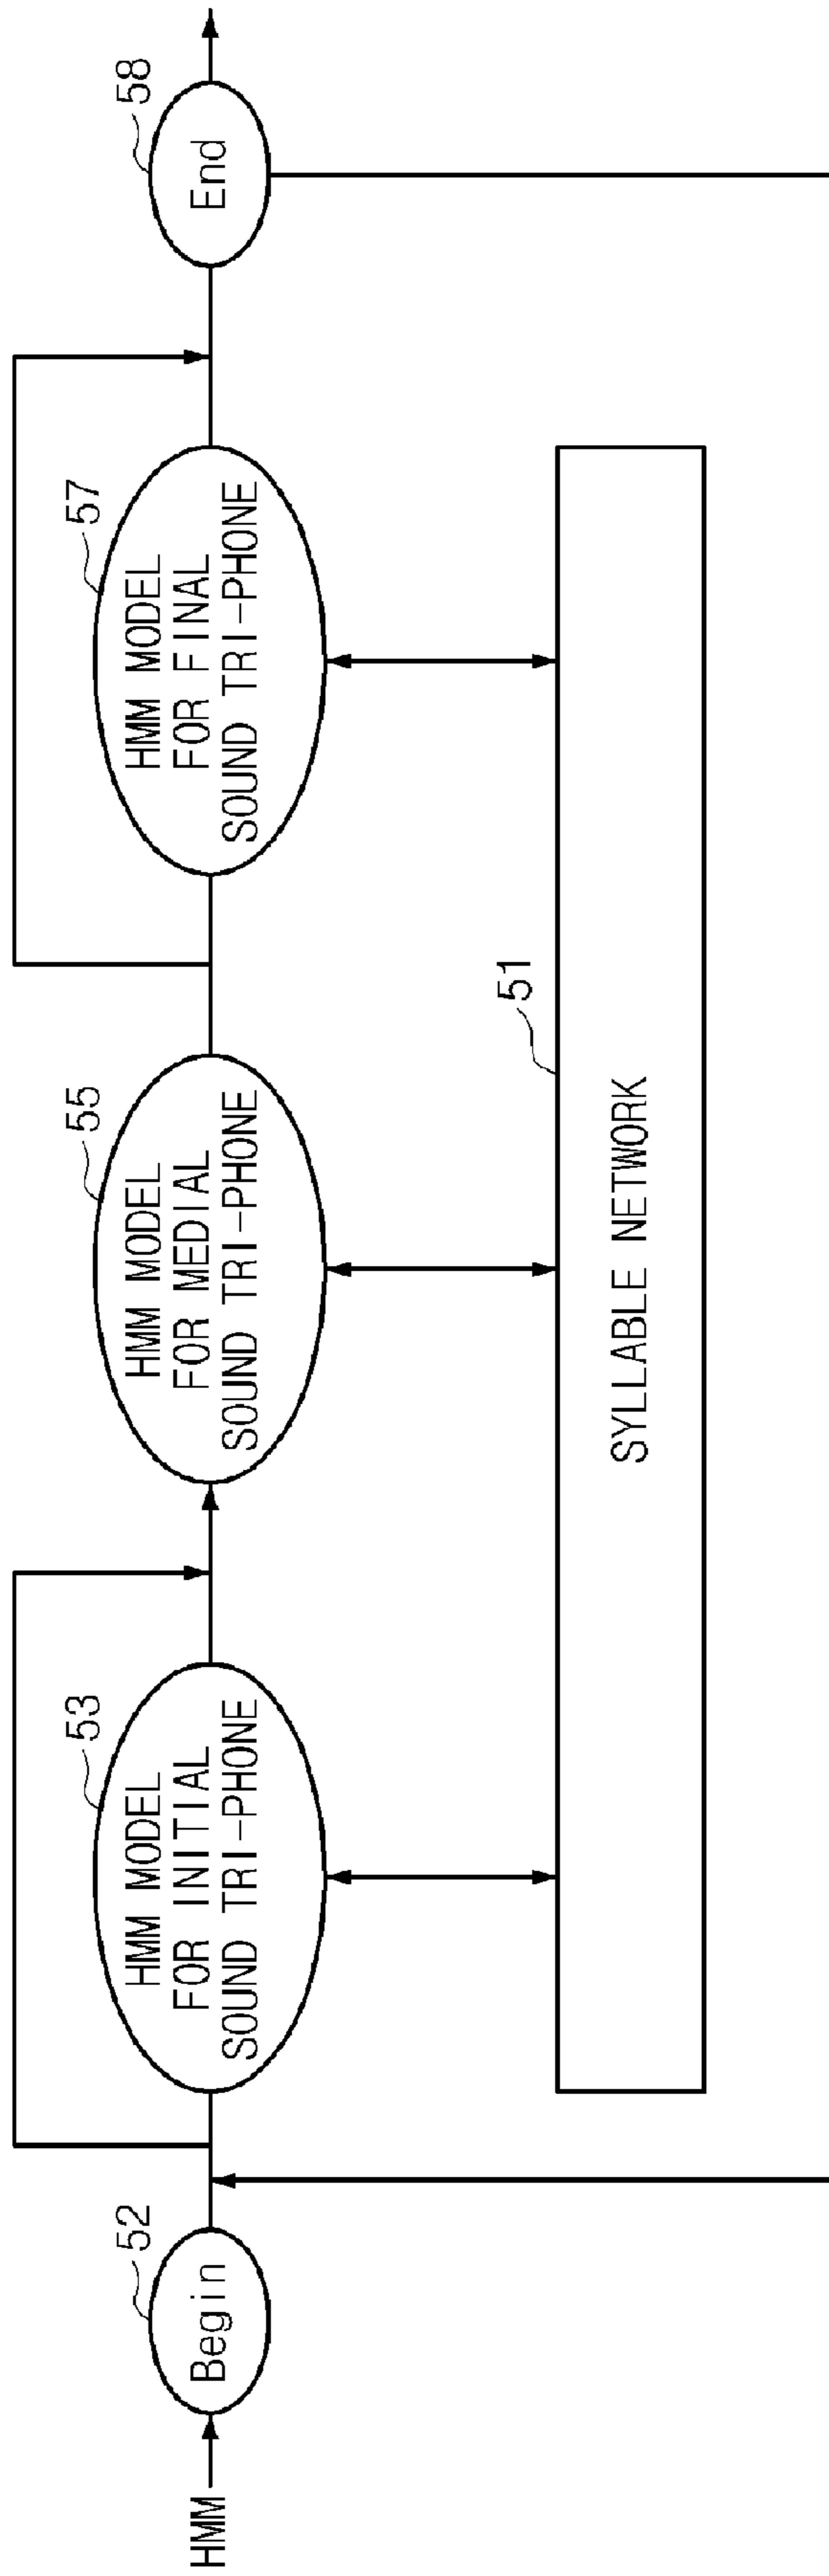 HMM
Begin
52
HMM MODEL
FOR INITIAL
SOUND TRI-PHONE
53
HMM MODEL
FOR MEDIAL
SOUND TRI-PHONE
55
HMM MODEL
FOR FINAL
SOUND TRI-PHONE
57
End
58
SYLLABLE NETWORK
51